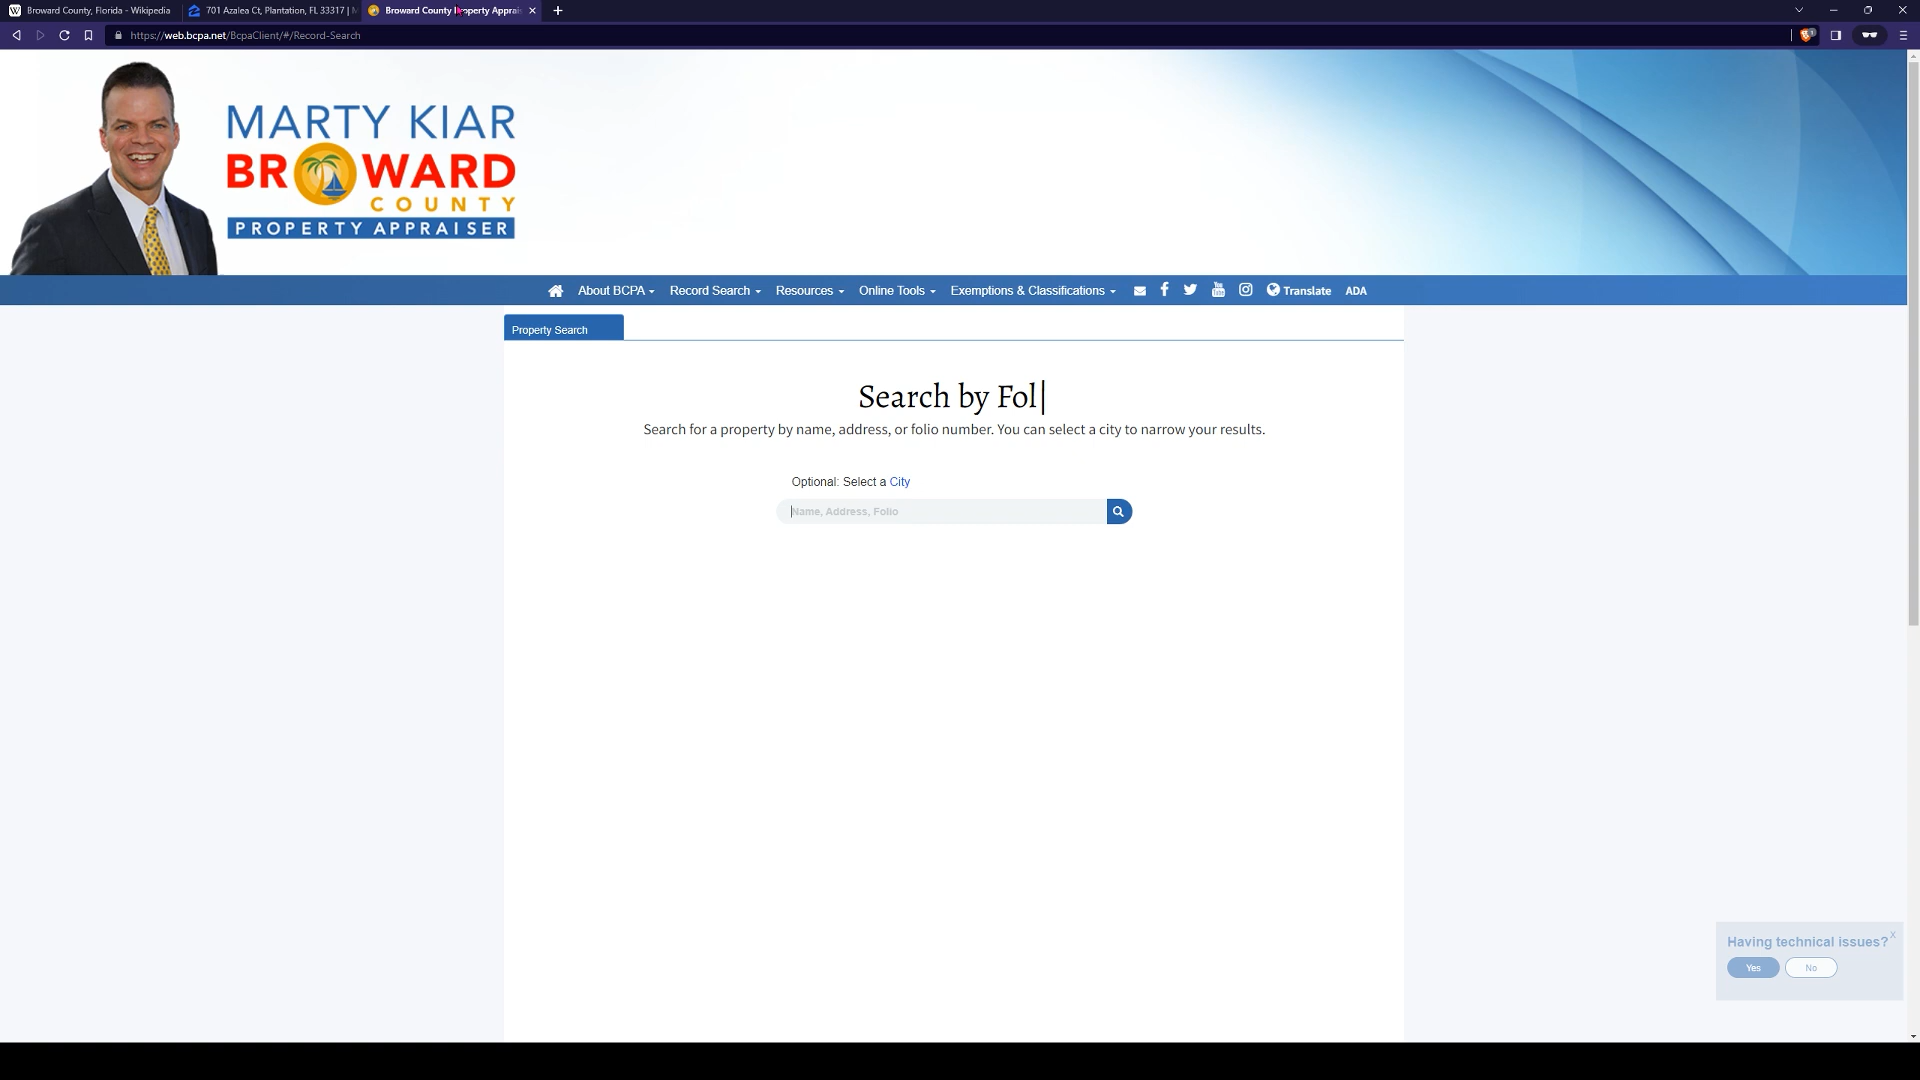 Broward County, Florida - Wikipedia
701 Azalea Ct, Plantation, FL 33317 |
Broward County Property Apprais
https://web.bcpa.net/BcpaClient/#/Record-Search
1
MARTY KIAR
BROWARD
COUNTY
PROPERTY APPRAISER
About BCPA
Record Search
Resources
Online Tools
Exemptions & Classifications
Translate
ADA
Property Search
Search by Fol
Search for a property by name, address, or folio number. You can select a city to narrow your results.
Optional: Select a City
Name, Address, Folio
Having technical issues?
x
Yes
No